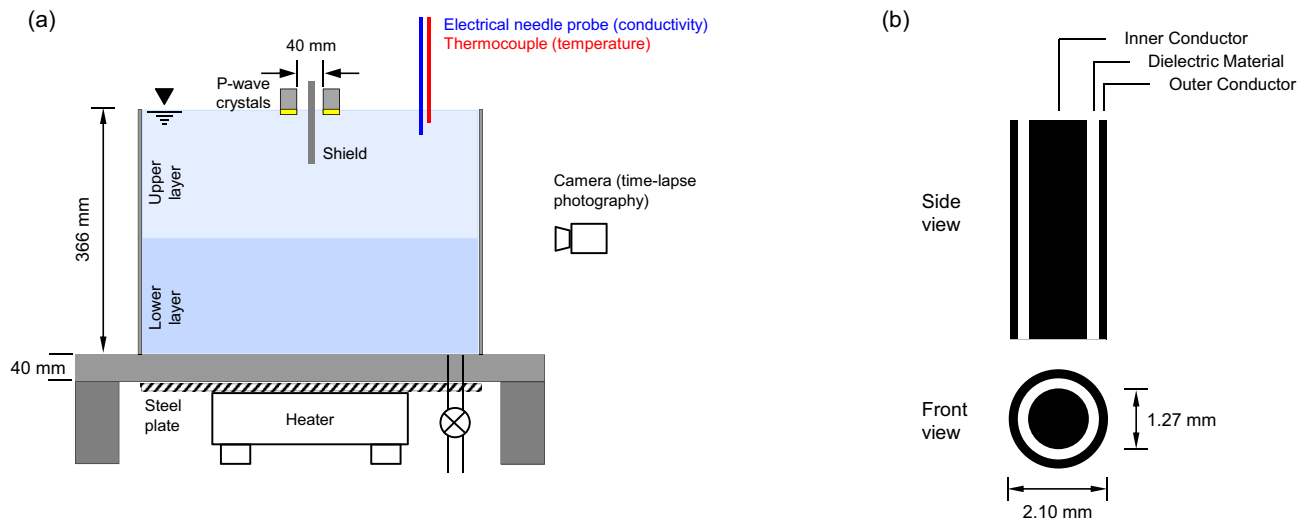 (a)
Electrical needle probe (conductivity)
Thermocouple (temperature)
40 mm
P-wave
crystals
Shield
Upper
layer
366 mm
Lower
layer
Camera (time-lapse
photography)
40 mm
Steel
plate
Heater
(b)
Inner Conductor
Dielectric Material
Outer Conductor
Side
view
Front
view
1.27 mm
2.10 mm